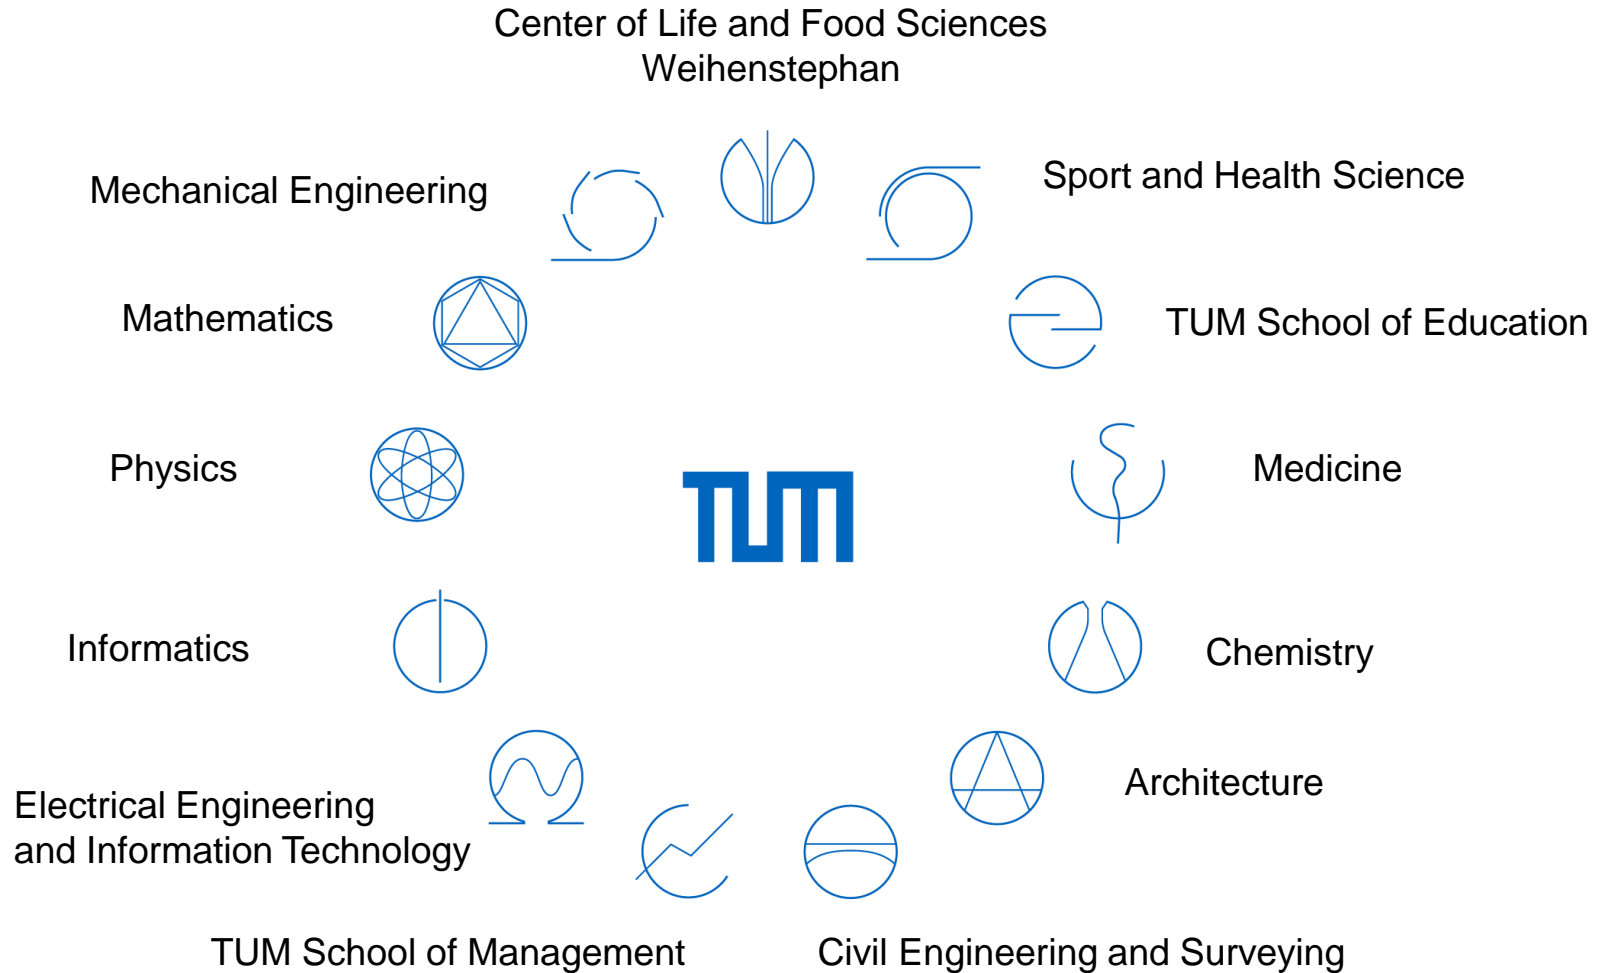 Center of Life and Food Sciences
Weihenstephan
Mechanical Engineering
Sport and Health Science
Mathematics
TUM School of Education
Physics
TUM
Medicine
Informatics
Chemistry
Architecture
Electrical Engineering
and Information Technology
TUM School of Management
Civil Engineering and Surveying